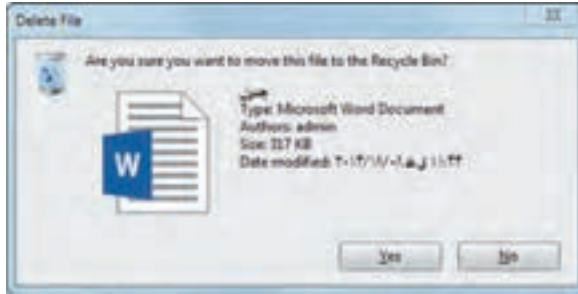 Delete File
Are you sure you want to move this file to the Recycle Bin?
Type: Microsoft Word Document
Authors: admin
Size: 317 KB
Date modified:
W
Yes
No